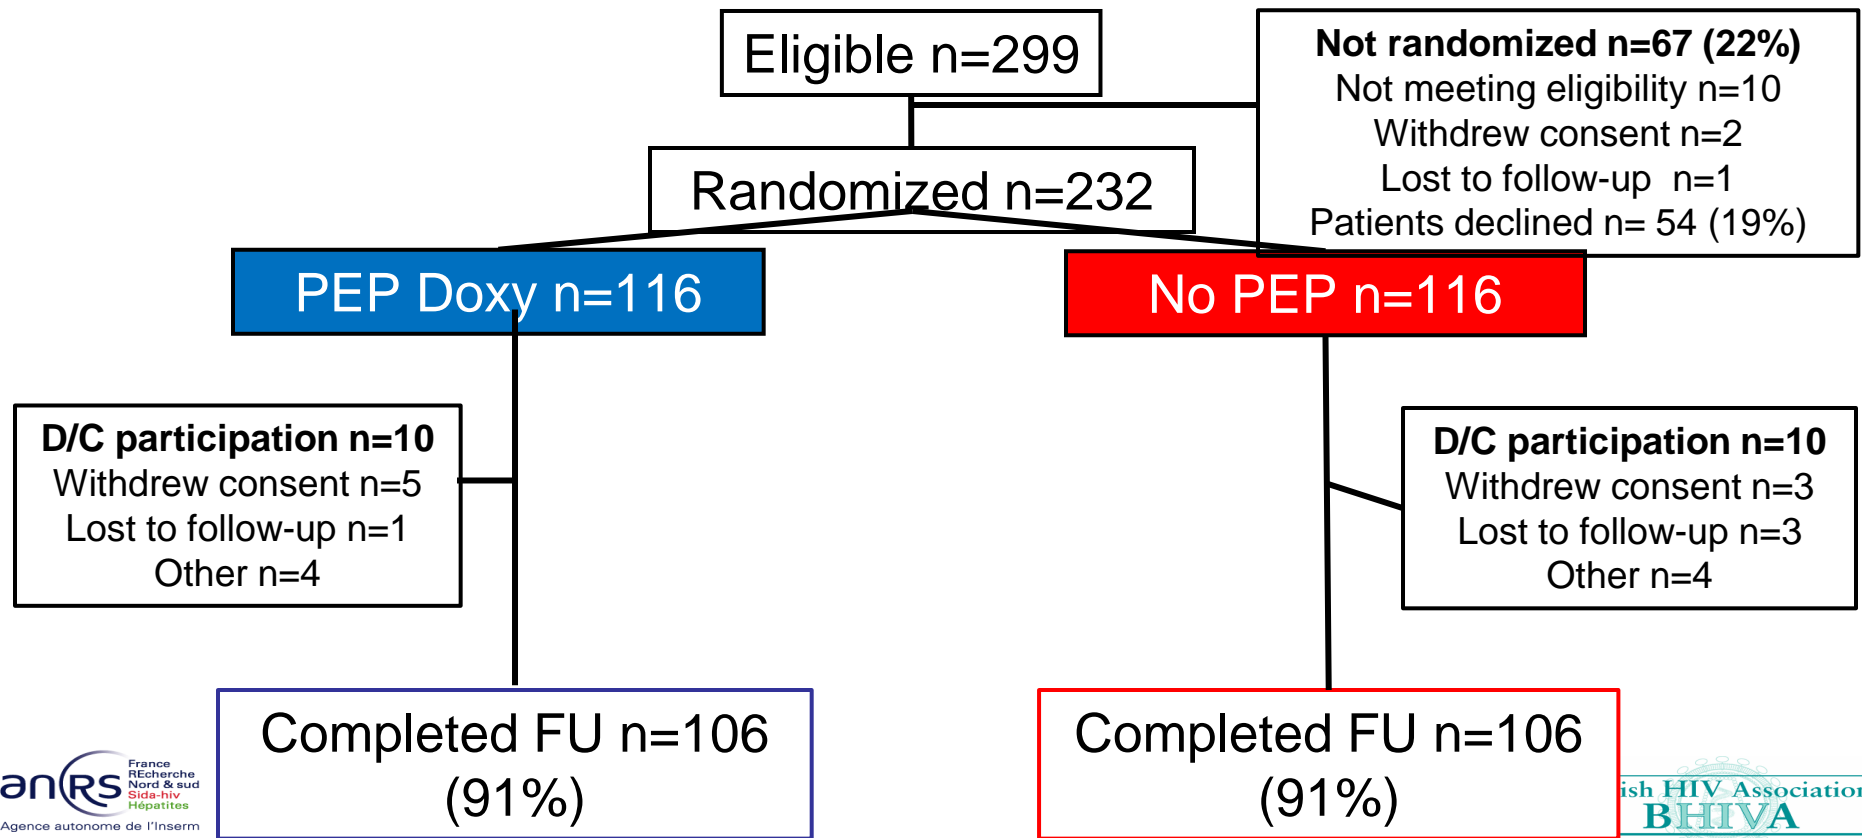 Eligible n=299
Not randomized n=67 (22%)
Not meeting eligibility n=10
Withdrew consent n=2
Lost to follow-up n=1
Patients declined n= 54 (19%)
Randomized n=232
PEP Doxy n=116
No PEP n=116
D/C participation n=10
Withdrew consent n=5
Lost to follow-up n=1
Other n=4
D/C participation n=10
Withdrew consent n=3
Lost to follow-up n=3
Other n=4
Completed FU n=106
(91%)
Completed FU n=106
(91%)
anRS
France
REcherche
Nord & sud
Sida-hiv
Hépatites
Agence autonome de l'Inserm
ish HIV Association
BHIVA